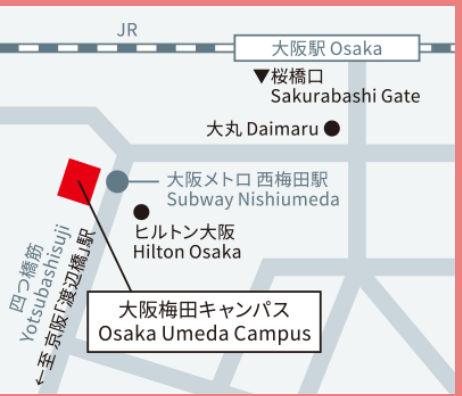 JR
大阪駅 Osaka
▼桜橋口
Sakurabashi Gate
大丸 Daimaru
大阪メトロ 西梅田駅
Subway Nishiumeda
ヒルトン大阪
Hilton Osaka
四つ橋筋
Yotsubashisuji
←至 京阪「渡辺橋」駅
大阪梅田キャンパス
Osaka Umeda Campus